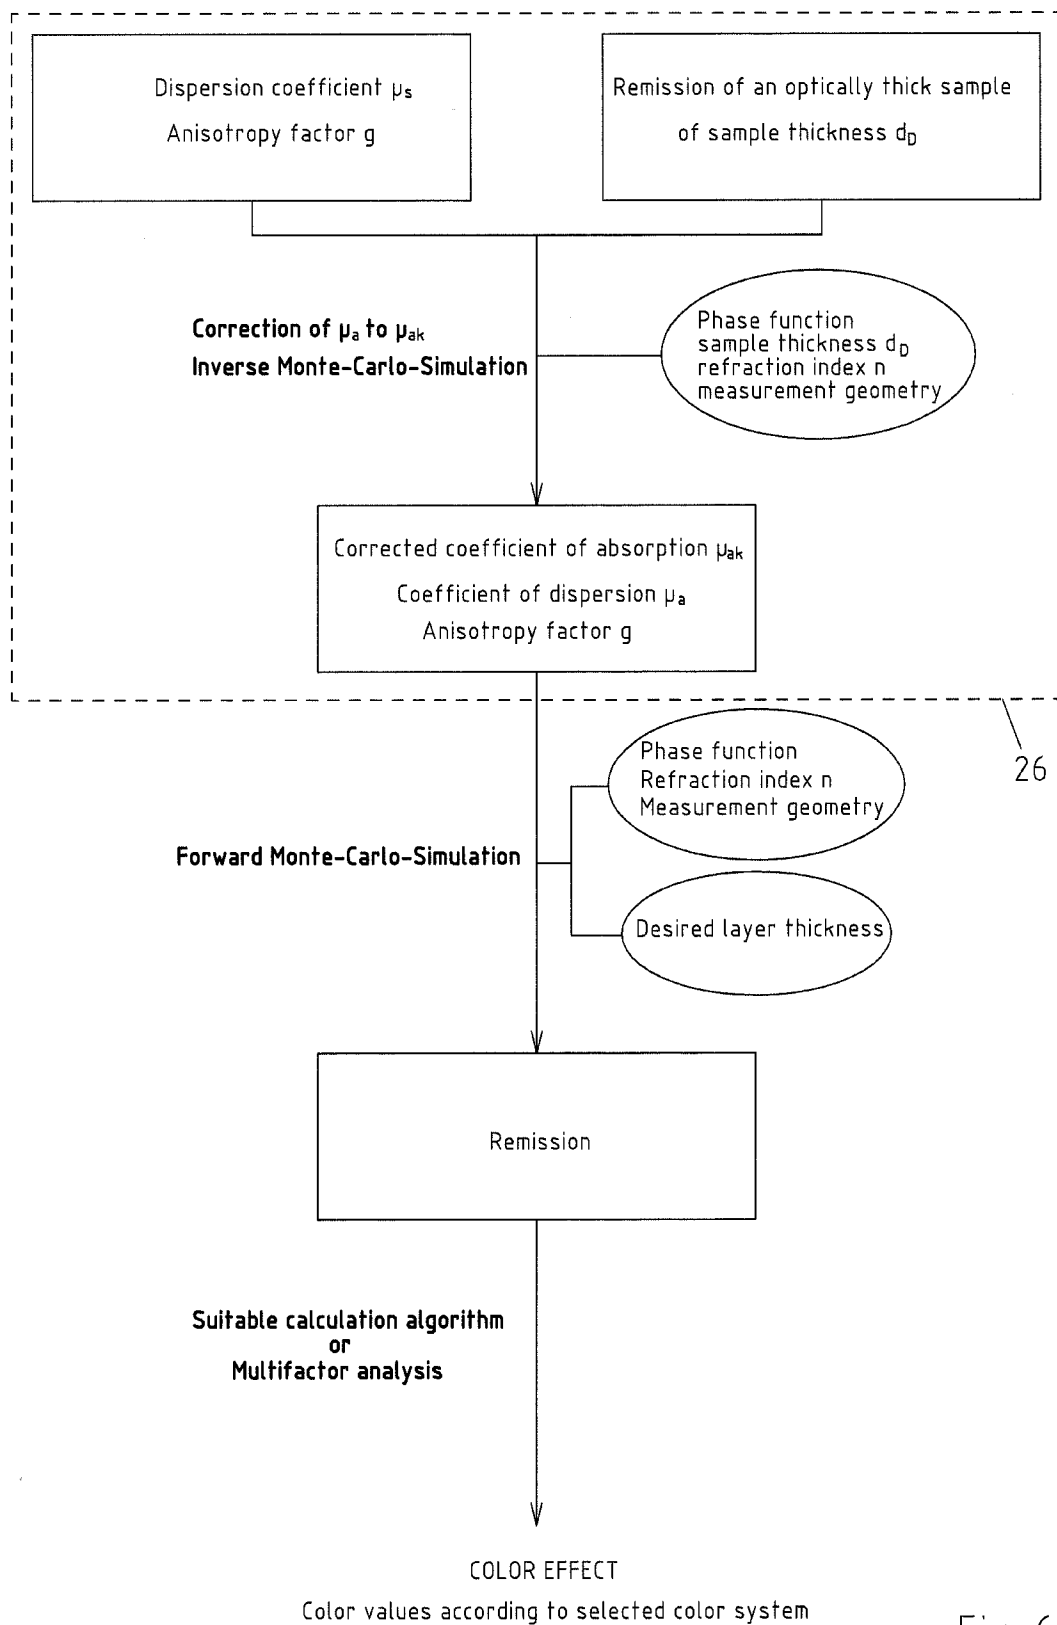 Dispersion coefficient μs
Anisotropy factor g
Remission of an optically thick sample
of sample thickness dD
Correction of μa to μak
Inverse Monte-Carlo-Simulation
Phase function
sample thickness dD
refraction index n
measurement geometry
Corrected coefficient of absorption μak
Coefficient of dispersion μa
Anisotropy factor g
26
Phase function
Refraction index n
Measurement geometry
Forward Monte-Carlo-Simulation
Desired layer thickness
Remission
Suitable calculation algorithm
or
Multifactor analysis
COLOR EFFECT
Color values according to selected color system